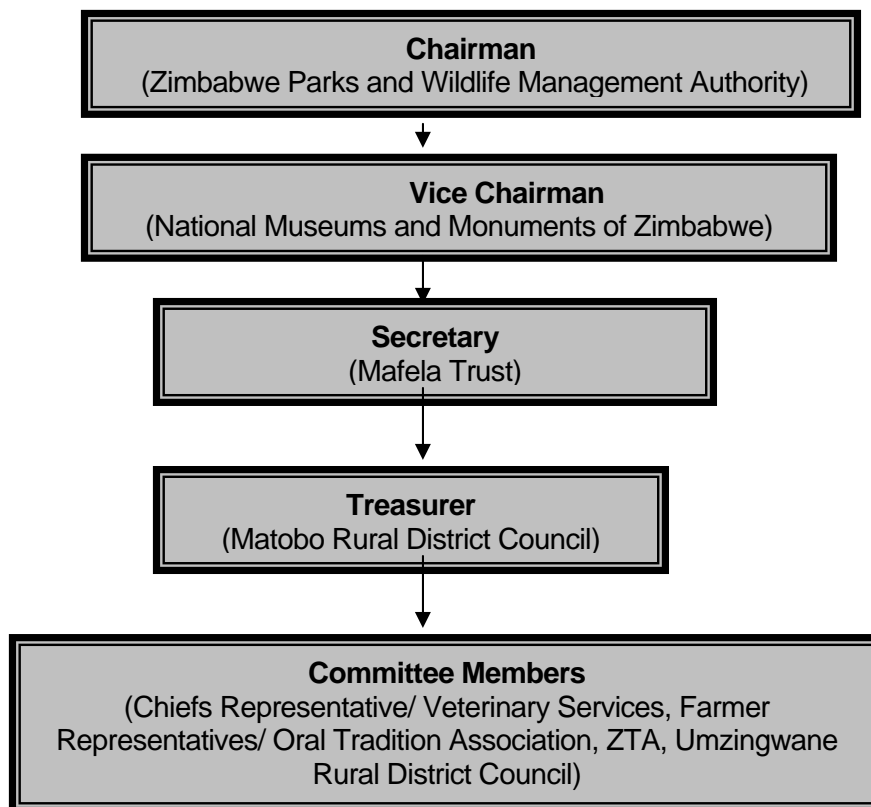 Chairman
(Zimbabwe Parks and Wildlife Management Authority)
Vice Chairman
(National Museums and Monuments of Zimbabwe)
Secretary
(Mafela Trust)
Treasurer
(Matobo Rural District Council)
Committee Members
(Chiefs Representative/ Veterinary Services, Farmer
Representatives/ Oral Tradition Association, ZTA, Umzingwane
Rural District Council)